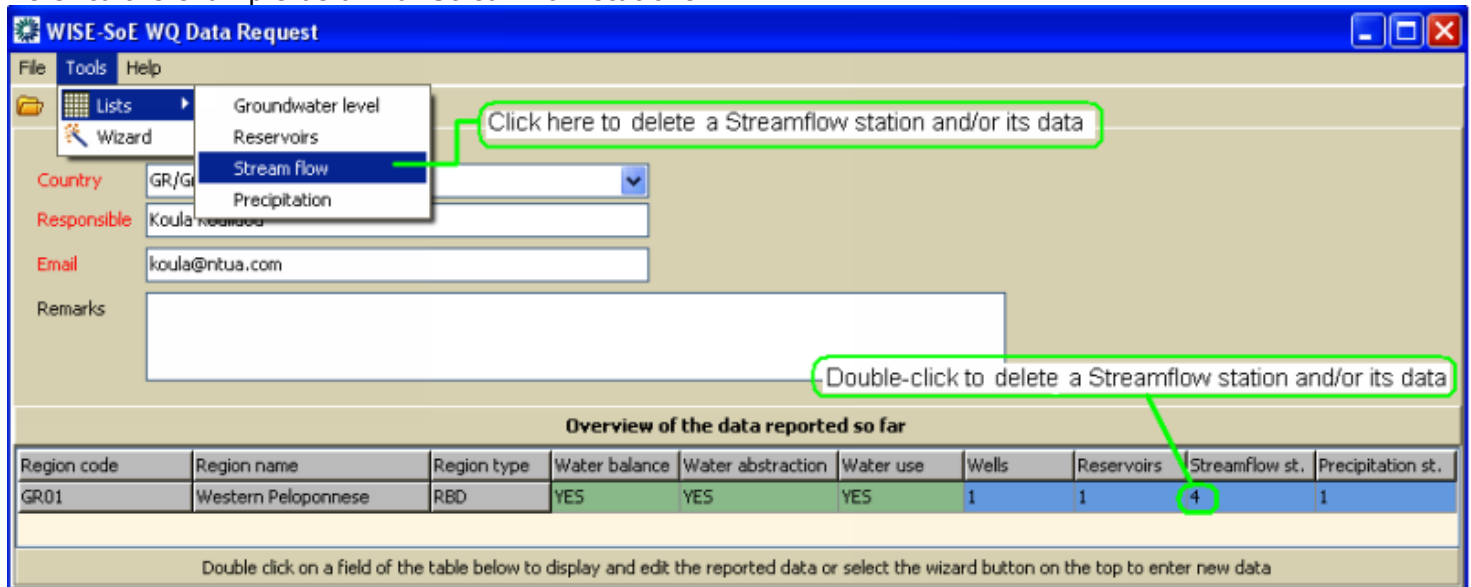 WISE-SoE WQ Data Request
File Tools Help
Lists
Wizard
Groundwater level
Reservoirs
Stream flow
Precipitation
Click here to delete a Streamflow station and/or its data
Country GR/G
Responsible Koula
Email koula@ntua.com
Remarks
Double-click to delete a Streamflow station and/or its data
Overview of the data reported so far
Region code Region name Region type Water balance Water abstraction Water use Wells Reservoirs Streamflow st. Precipitation st.
GR01 Western Peloponnese RBD YES YES YES 1 1 4 1
Double click on a field of the table below to display and edit the reported data or select the wizard button on the top to enter new data